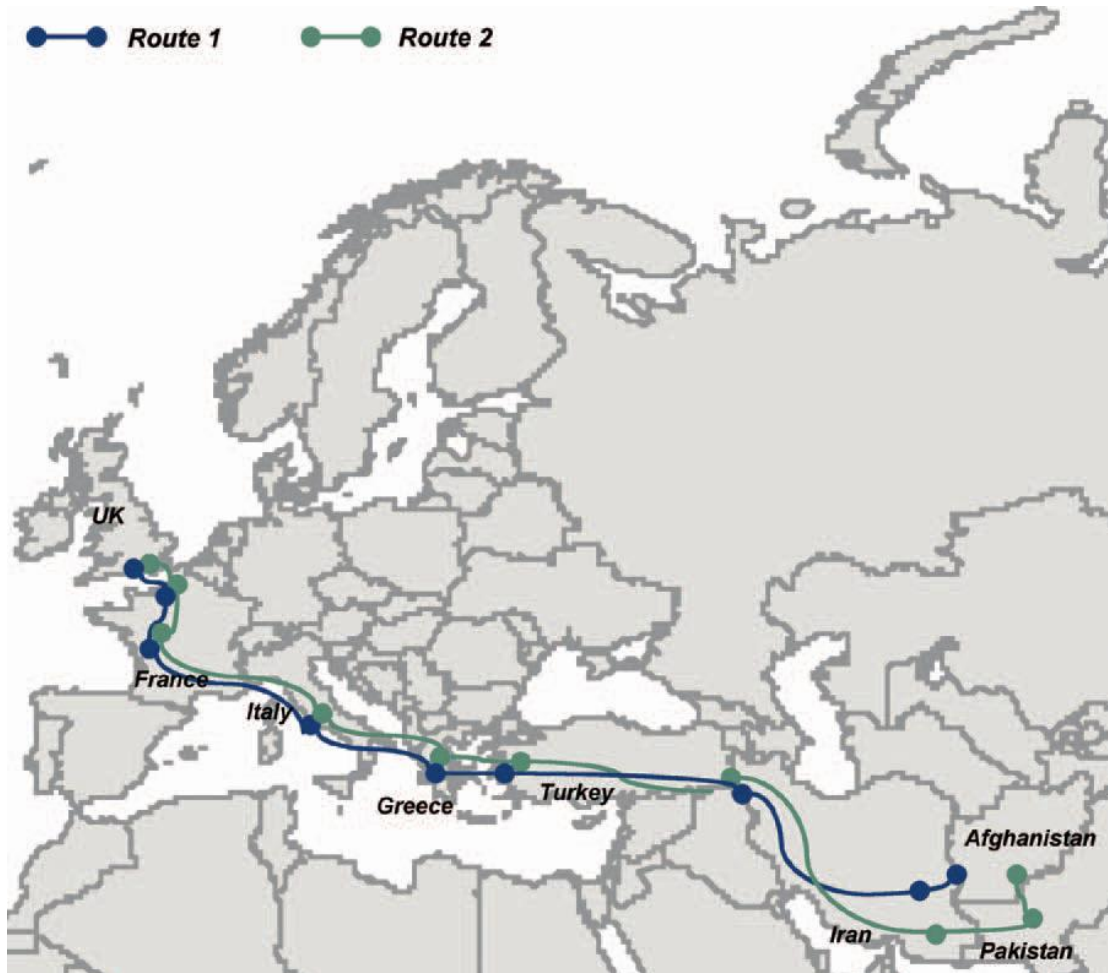 Route 1
Route 2
UK
France
Italy
Greece
Turkey
Afghanistan
Iran
Pakistan